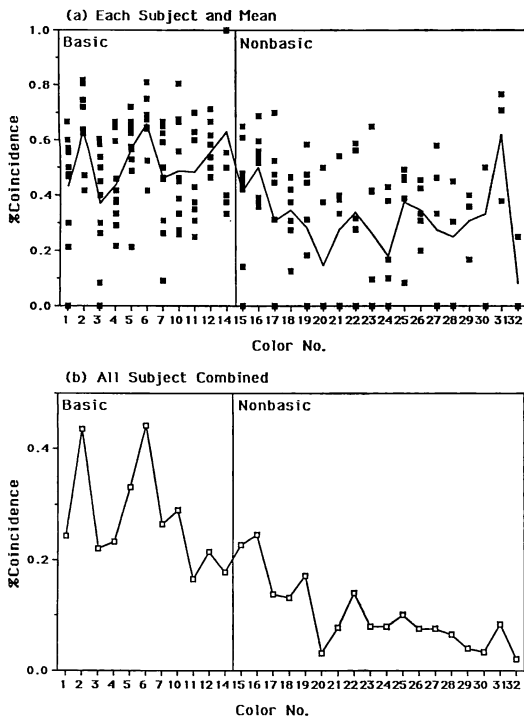 (a) Each Subject and Mean
Basic Nonbasic
1.0
0.8
0.6
0.4
0.2
0.0
%Coincidence
1 2 3 4 5 6 7 10 11 12 14 15 16 17 18 19 20 21 22 23 24 25 26 27 28 29 30 31 32
Color No.
(b) All Subject Combined
Basic Nonbasic
0.4
0.2
0.0
%Coincidence
1 2 3 4 5 6 7 10 11 12 14 15 16 17 18 19 20 21 22 23 24 25 26 27 28 29 30 31 32
Color No.